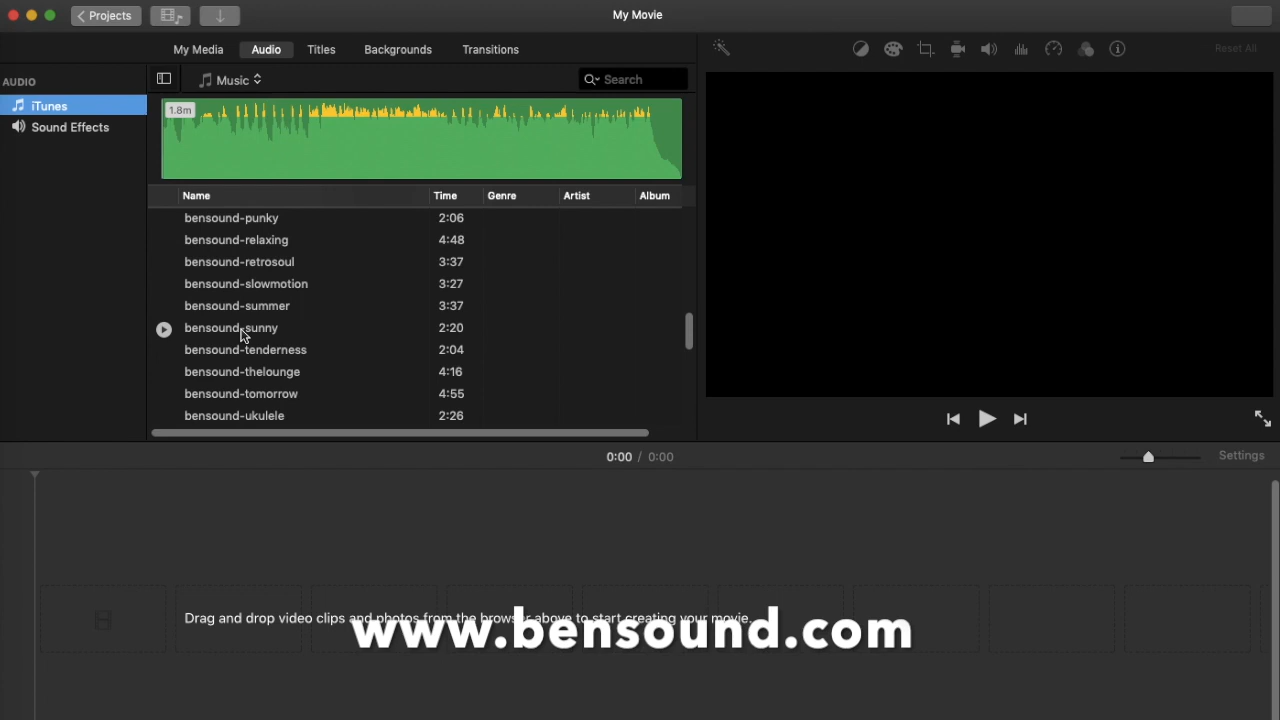 Projects
My Movie
My Media
Audio
Titles
Backgrounds
Transitions
Reset All
AUDIO
Music
Search
iTunes
Sound Effects
1.8m
Name Time Genre Artist Album
bensound-punky 2:06
bensound-relaxing 4:48
bensound-retrosoul 3:37
bensound-slowmotion 3:27
bensound-summer 3:37
bensound-sunny 2:20
bensound-tenderness 2:04
bensound-thelounge 4:16
bensound-tomorrow 4:55
bensound-ukulele 2:26
0:00 / 0:00
Settings
Drag and drop video clips and photos from the browser above to start creating your movie.
www.bensound.com